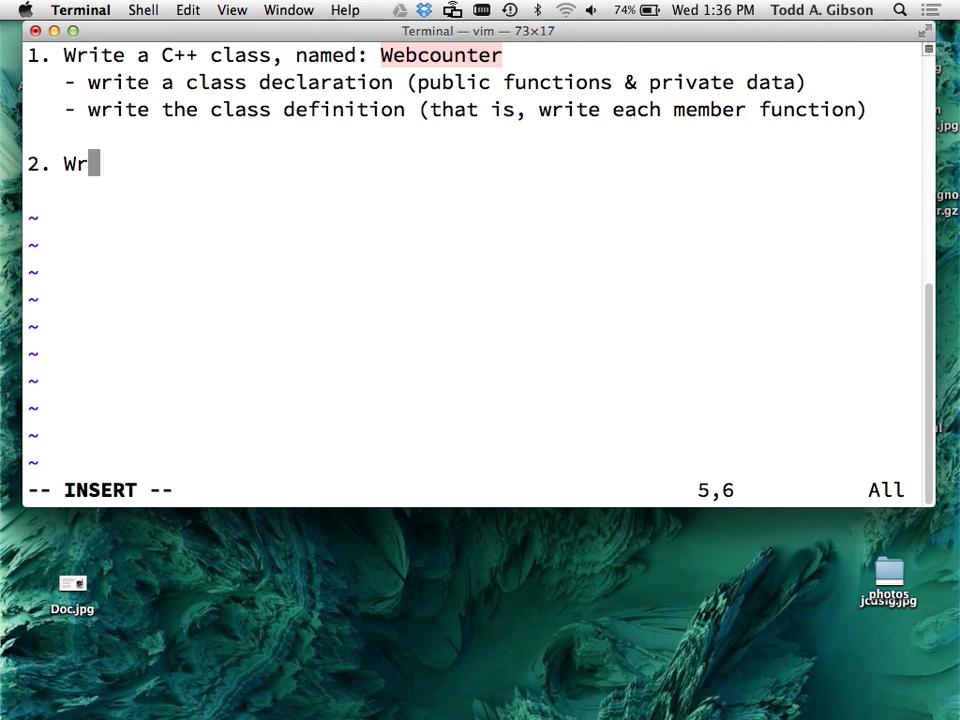 Terminal Shell Edit View Window Help 74% Wed 1:36 PM Todd A. Gibson
Terminal — vim — 73×17
1. Write a C++ class, named: Webcounter
- write a class declaration (public functions & private data)
- write the class definition (that is, write each member function)
2. Wr
~
~
~
~
~
~
~
~
~
~
-- INSERT -- 5,6 All
Doc.jpg
photos